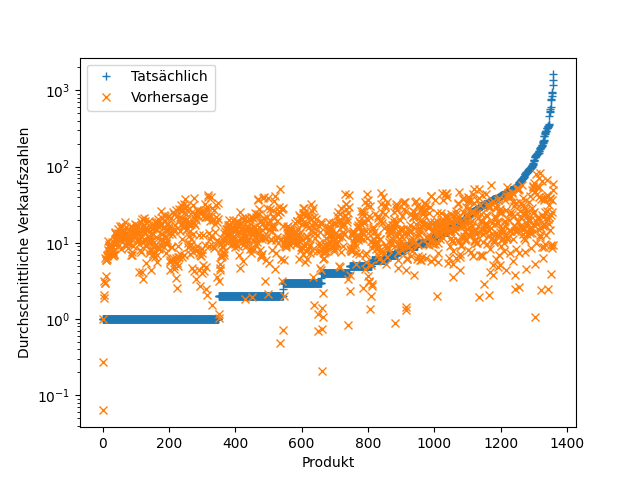 Tatsächlich
Vorhersage
Durchschnittliche Verkaufszahlen
10³
10²
10¹
10⁰
10⁻¹
0 200 400 600 800 1000 1200 1400
Produkt